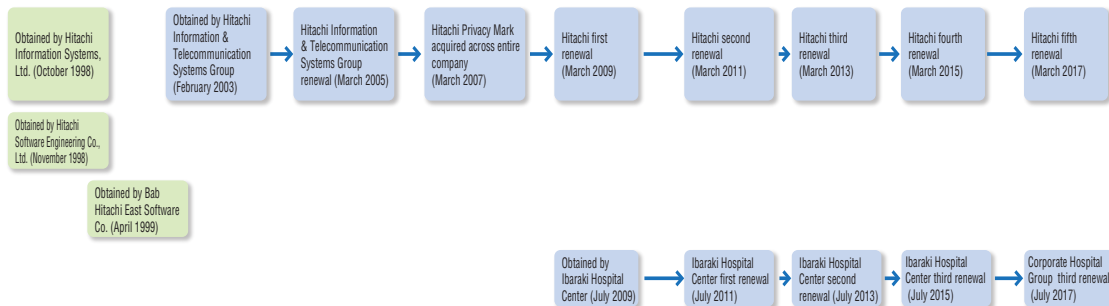 Obtained by Hitachi
Information Systems,
Ltd. (October 1998)
Obtained by Hitachi
Information &
Telecommunication
Systems Group
(February 2003)
Hitachi Information
& Telecommunication
Systems Group
renewal (March 2005)
Hitachi Privacy Mark
acquired across entire
company
(March 2007)
Hitachi first
renewal
(March 2009)
Hitachi second
renewal
(March 2011)
Hitachi third
renewal
(March 2013)
Hitachi fourth
renewal
(March 2015)
Hitachi fifth
renewal
(March 2017)
Obtained by Hitachi
Software Engineering Co.,
Ltd. (November 1998)
Obtained by Bab
Hitachi East Software
Co. (April 1999)
Obtained by
Ibaraki Hospital
Center (July 2009)
Ibaraki Hospital
Center first renewal
(July 2011)
Ibaraki Hospital
Center second
renewal (July 2013)
Ibaraki Hospital
Center third renewal
(July 2015)
Corporate Hospital
Group third renewal
(July 2017)